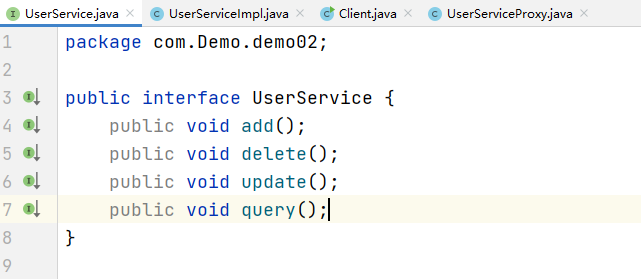 UserService.java × UserServiceImpl.java × Client.java × UserServiceProxy.java ×
1 package com.Demo.demo02;
2
3 public interface UserService {
4 public void add();
5 public void delete();
6 public void update();
7 public void query();
8 }
9